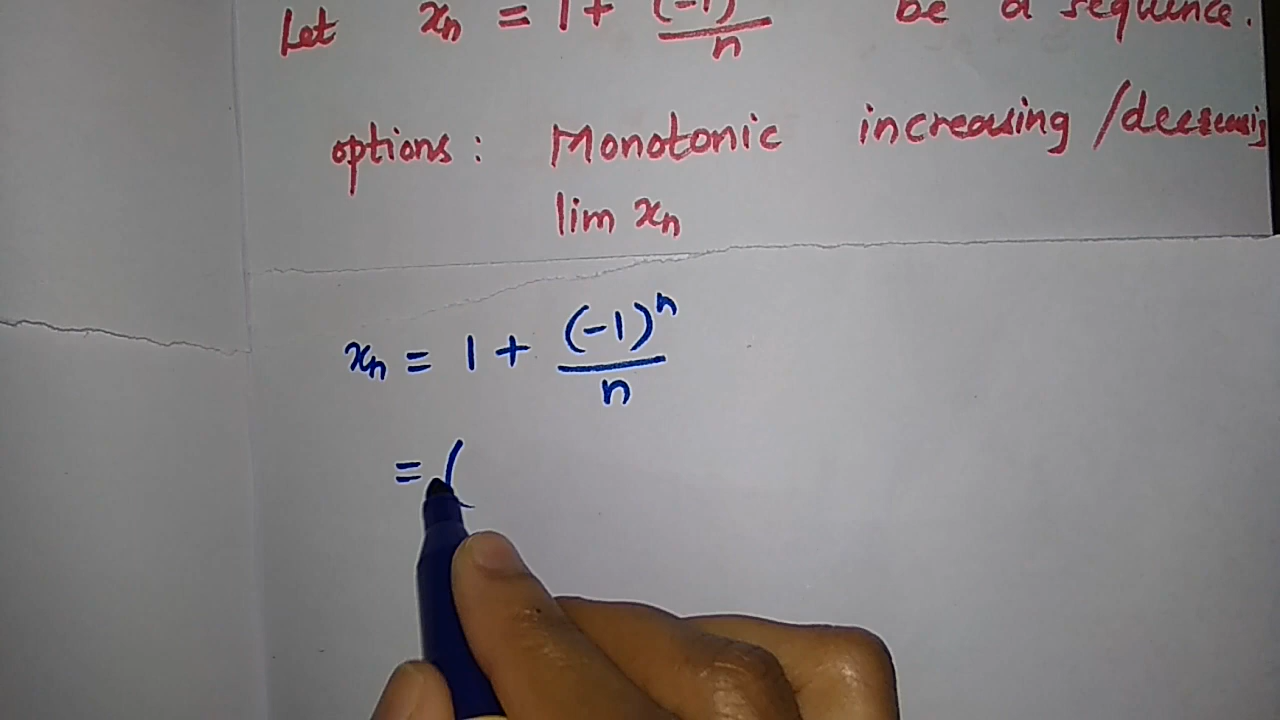 Let xₙ = 1 + (-1)/n be a sequence.
options: Monotonic increasing /
lim xₙ
xₙ = 1 + (-1)ⁿ/n
= (